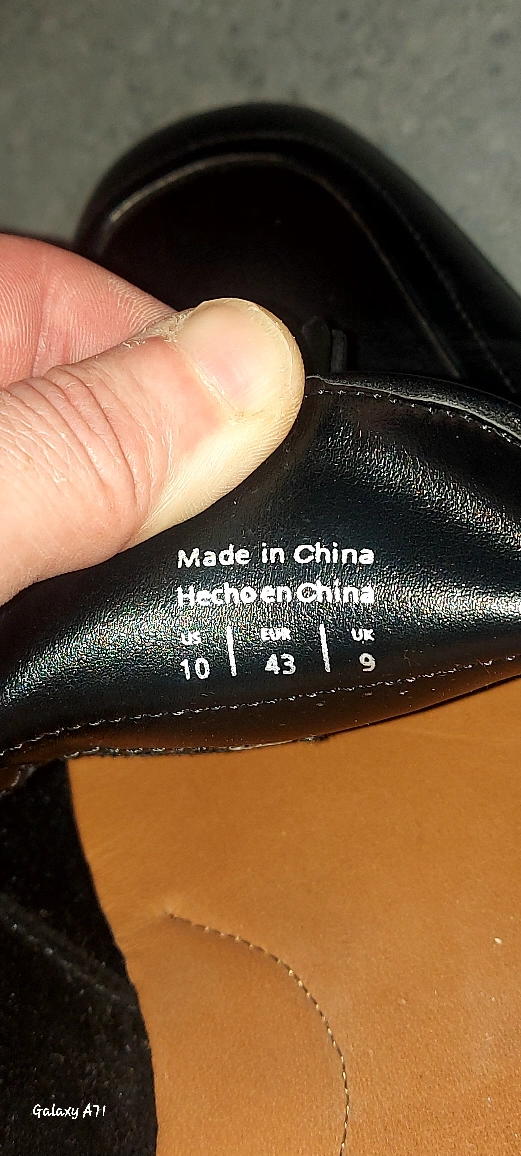 Made in China
Hecho en China
US | EUR | UK
10 | 43 | 9
Galaxy A71